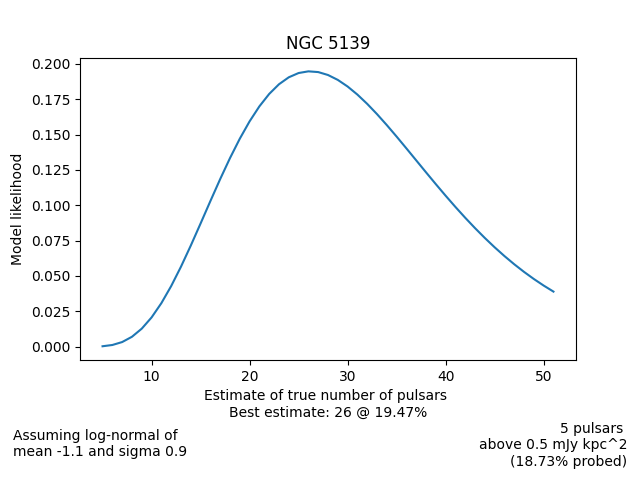 NGC 5139
Model likelihood
0.200
0.175
0.150
0.125
0.100
0.075
0.050
0.025
0.000
10 20 30 40 50
Estimate of true number of pulsars
Best estimate: 26 @ 19.47%
Assuming log-normal of
mean -1.1 and sigma 0.9
5 pulsars
above 0.5 mJy kpc^2
(18.73% probed)